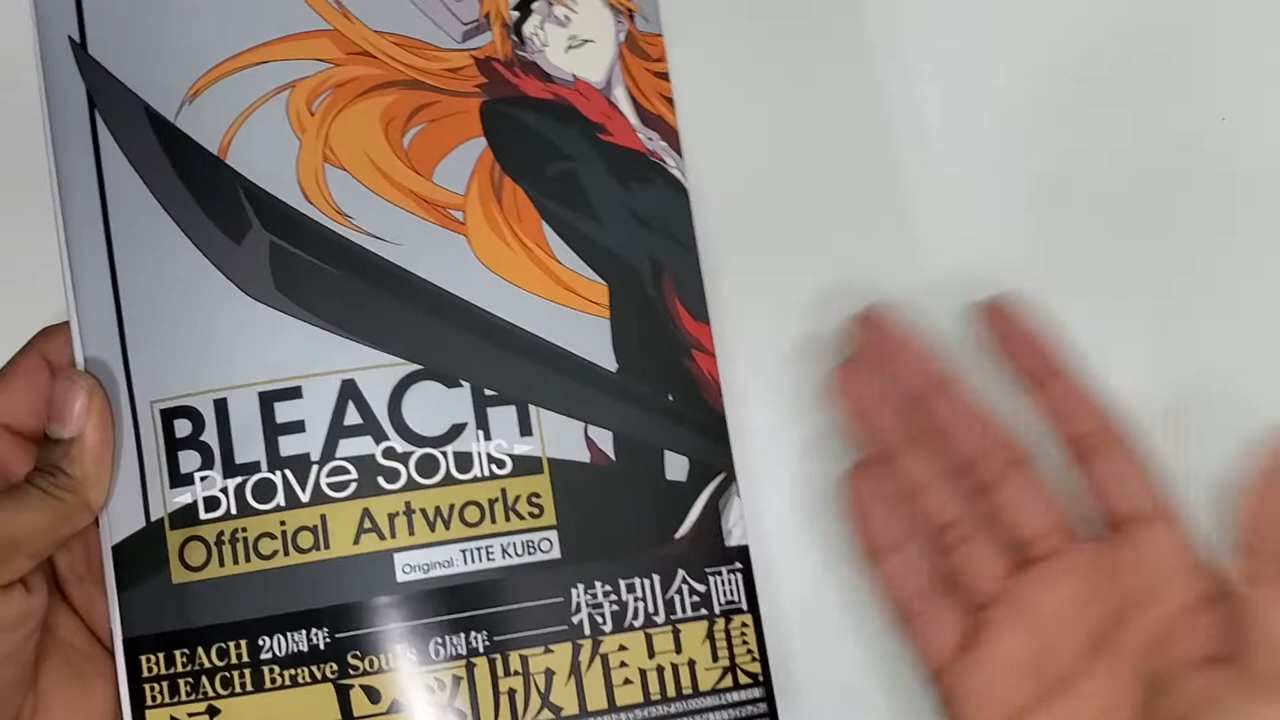 BLEACH
Brave Souls
Official Artworks
Original:TITE KUBO
特別企画
BLEACH 20周年
BLEACH Brave Souls 6周年
版作品集